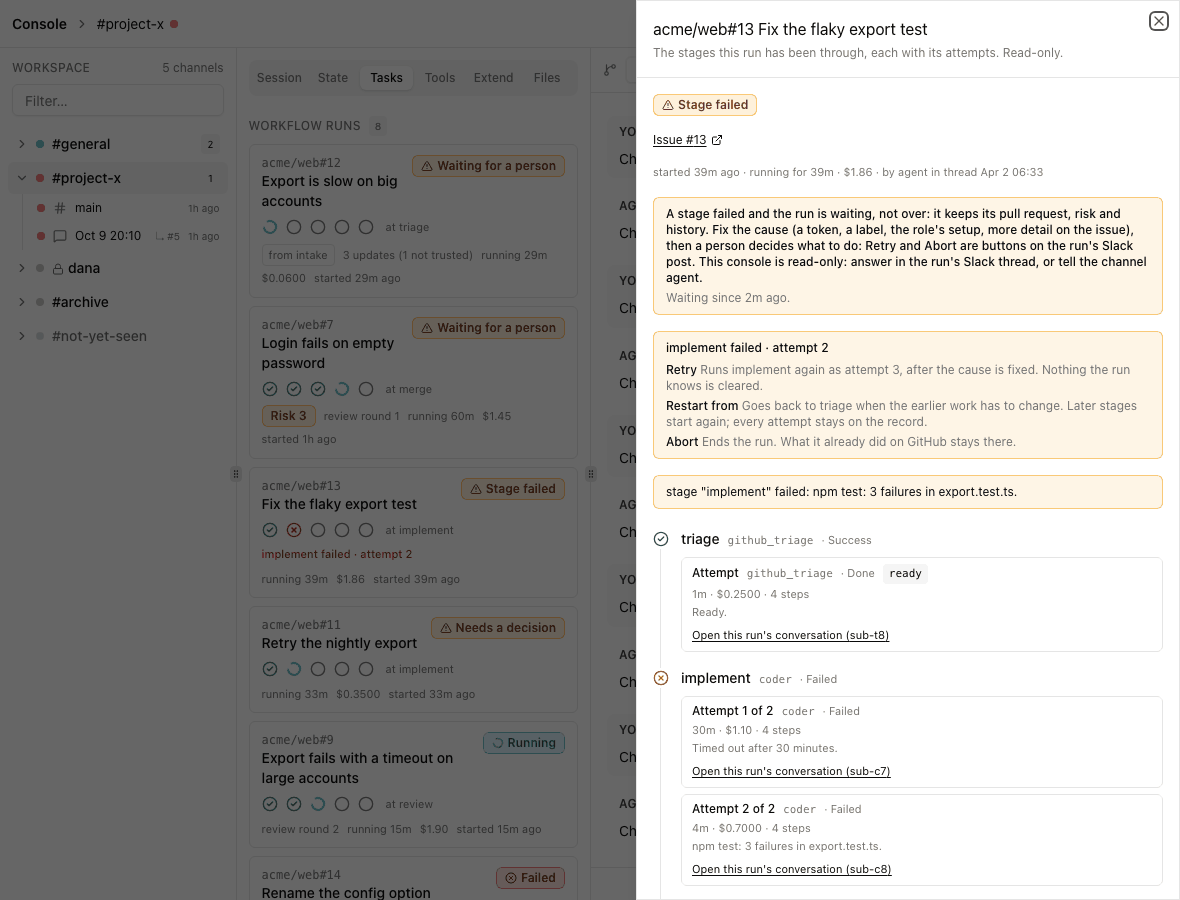 Console > #project-x
WORKSPACE 5 channels
Filter...
#general 2
#project-x 1
main 1h ago
Oct 9 20:10 #5 1h ago
dana
#archive
#not-yet-seen
Session State Tasks Tools Extend Files
WORKFLOW RUNS 8
acme/web#12 Waiting for a person
Export is slow on big
accounts
at triage
from intake 3 updates (1 not trusted) running 29m
$0.0600 started 29m ago
acme/web#7 Waiting for a person
Login fails on empty
password
at merge
Risk 3 review round 1 running 60m $1.45
started 1h ago
acme/web#13 Stage failed
Fix the flaky export test
at implement
implement failed · attempt 2
running 39m $1.86 started 39m ago
acme/web#11 Needs a decision
Retry the nightly export
at implement
running 33m $0.3500 started 33m ago
acme/web#9 Running
Export fails with a timeout on
large accounts
at review
review round 2 running 15m $1.90 started 15m ago
acme/web#14 Failed
Rename the config option
YO
Ch
AG
Ch
YO
Ch
AG
Ch
YO
Ch
AG
Ch
YO
Ch
AG
Ch
YO
Ch
AG
Ch
acme/web#13 Fix the flaky export test
The stages this run has been through, each with its attempts. Read-only.
Stage failed
Issue #13
started 39m ago · running for 39m · $1.86 · by agent in thread Apr 2 06:33
A stage failed and the run is waiting, not over: it keeps its pull request, risk and
history. Fix the cause (a token, a label, the role's setup, more detail on the issue),
then a person decides what to do: Retry and Abort are buttons on the run's Slack
post. This console is read-only: answer in the run's Slack thread, or tell the channel
agent.
Waiting since 2m ago.
implement failed · attempt 2
Retry Runs implement again as attempt 3, after the cause is fixed. Nothing the run
knows is cleared.
Restart from Goes back to triage when the earlier work has to change. Later stages
start again; every attempt stays on the record.
Abort Ends the run. What it already did on GitHub stays there.
stage "implement" failed: npm test: 3 failures in export.test.ts.
triage github_triage · Success
Attempt github_triage · Done ready
1m · $0.2500 · 4 steps
Ready.
Open this run's conversation (sub-t8)
implement coder · Failed
Attempt 1 of 2 coder · Failed
30m · $1.10 · 4 steps
Timed out after 30 minutes.
Open this run's conversation (sub-c7)
Attempt 2 of 2 coder · Failed
4m · $0.7000 · 4 steps
npm test: 3 failures in export.test.ts.
Open this run's conversation (sub-c8)